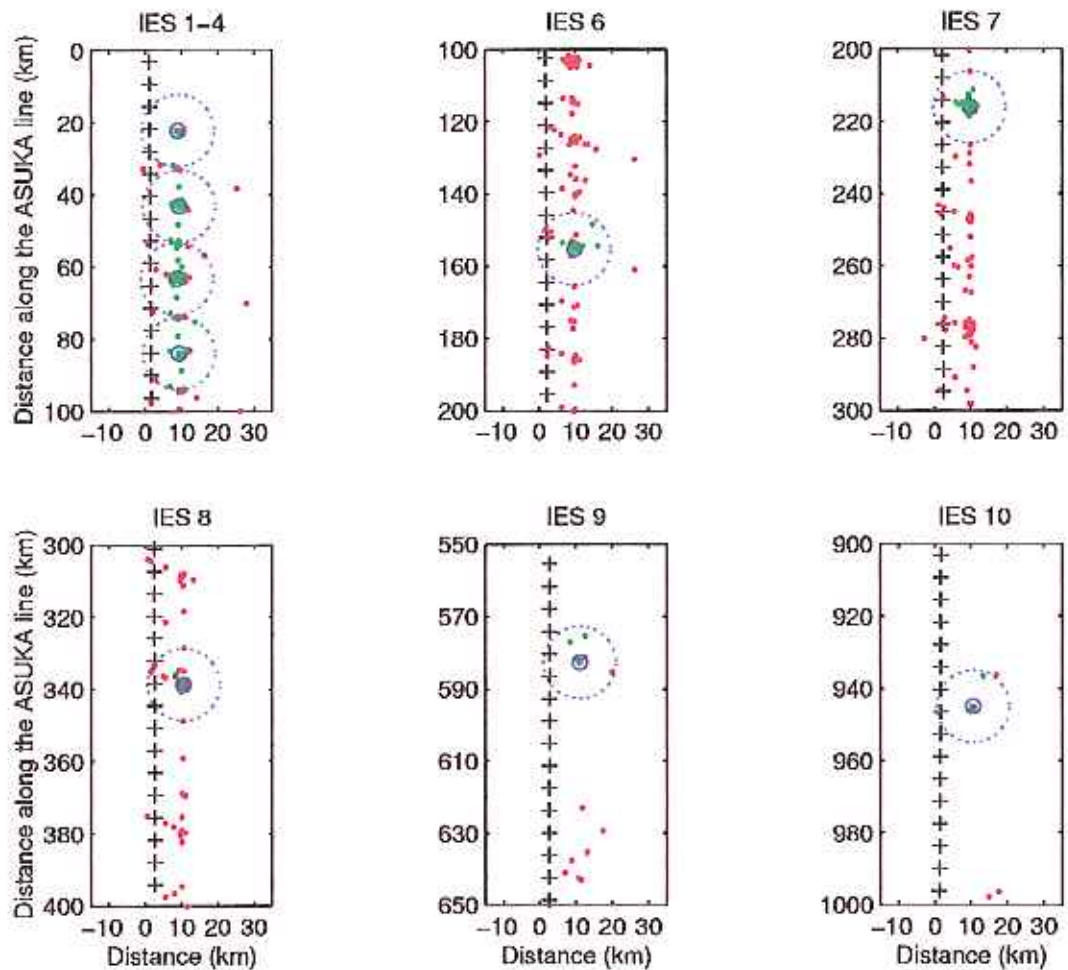 IES 1-4
IES 6
IES 7
Distance along the ASUKA line (km)
0
20
40
60
80
100
-10 0 10 20 30
100
120
140
160
180
200
-10 0 10 20 30
200
220
240
260
280
300
-10 0 10 20 30
IES 8
IES 9
IES 10
Distance along the ASUKA line (km)
300
320
340
360
380
400
-10 0 10 20 30
Distance (km)
550
570
590
610
630
650
-10 0 10 20 30
Distance (km)
900
920
940
960
980
1000
-10 0 10 20 30
Distance (km)